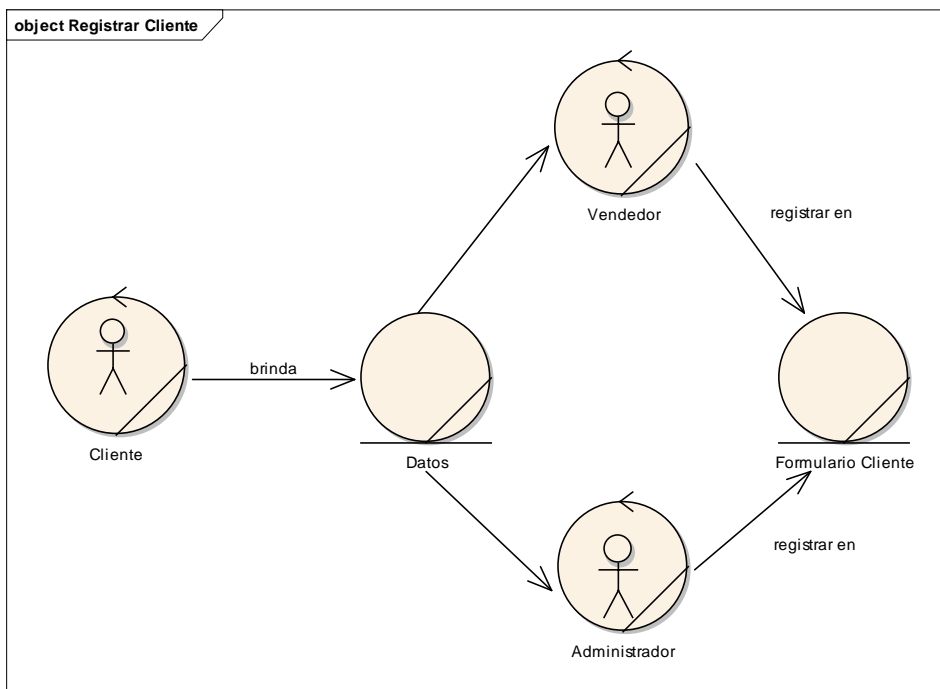 object Registrar Cliente
Vendedor
registrar en
brinda
Cliente
Datos
Formulario Cliente
registrar en
Administrador